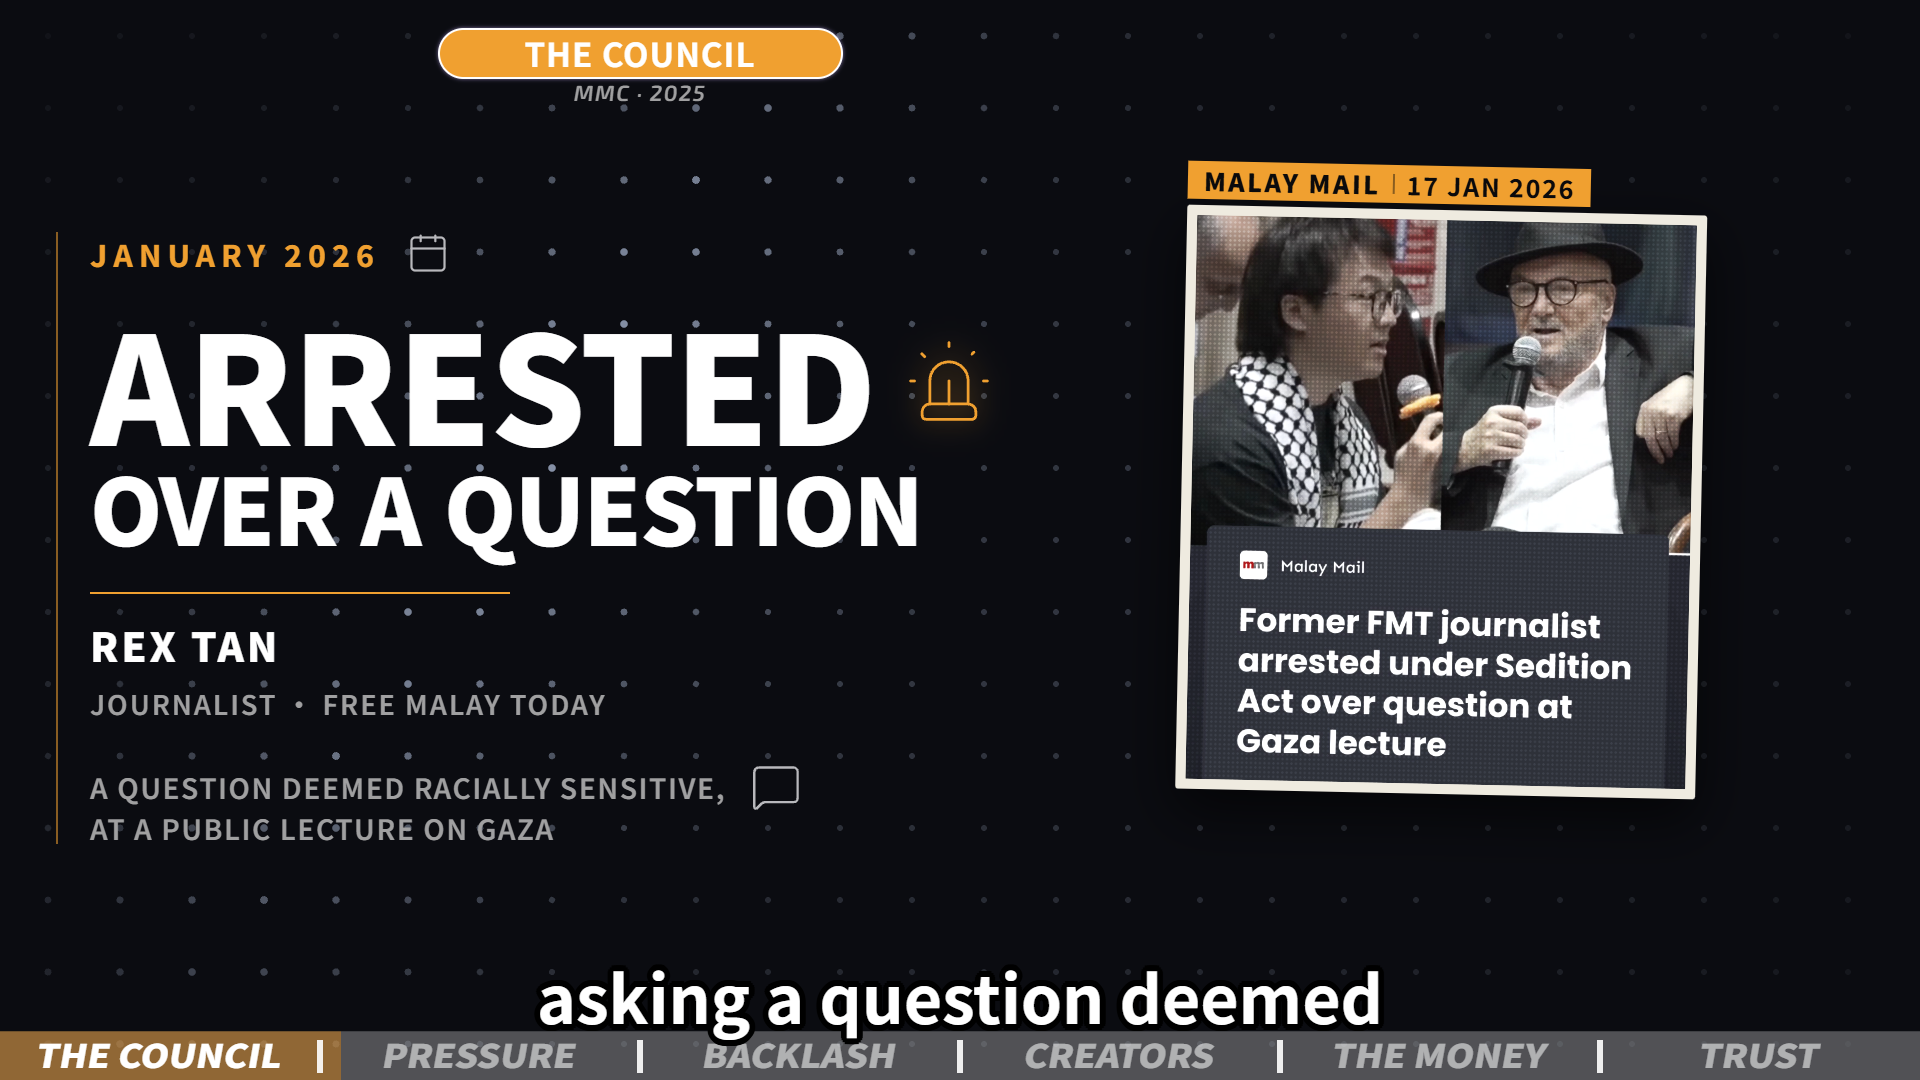 THE COUNCIL
MMC · 2025
JANUARY 2026
ARRESTED
OVER A QUESTION
REX TAN
JOURNALIST • FREE MALAY TODAY
A QUESTION DEEMED RACIALLY SENSITIVE,
AT A PUBLIC LECTURE ON GAZA
MALAY MAIL | 17 JAN 2026
mm Malay Mail
Former FMT journalist
arrested under Sedition
Act over question at
Gaza lecture
asking a question deemed
THE COUNCIL | PRESSURE | BACKLASH | CREATORS | THE MONEY | TRUST